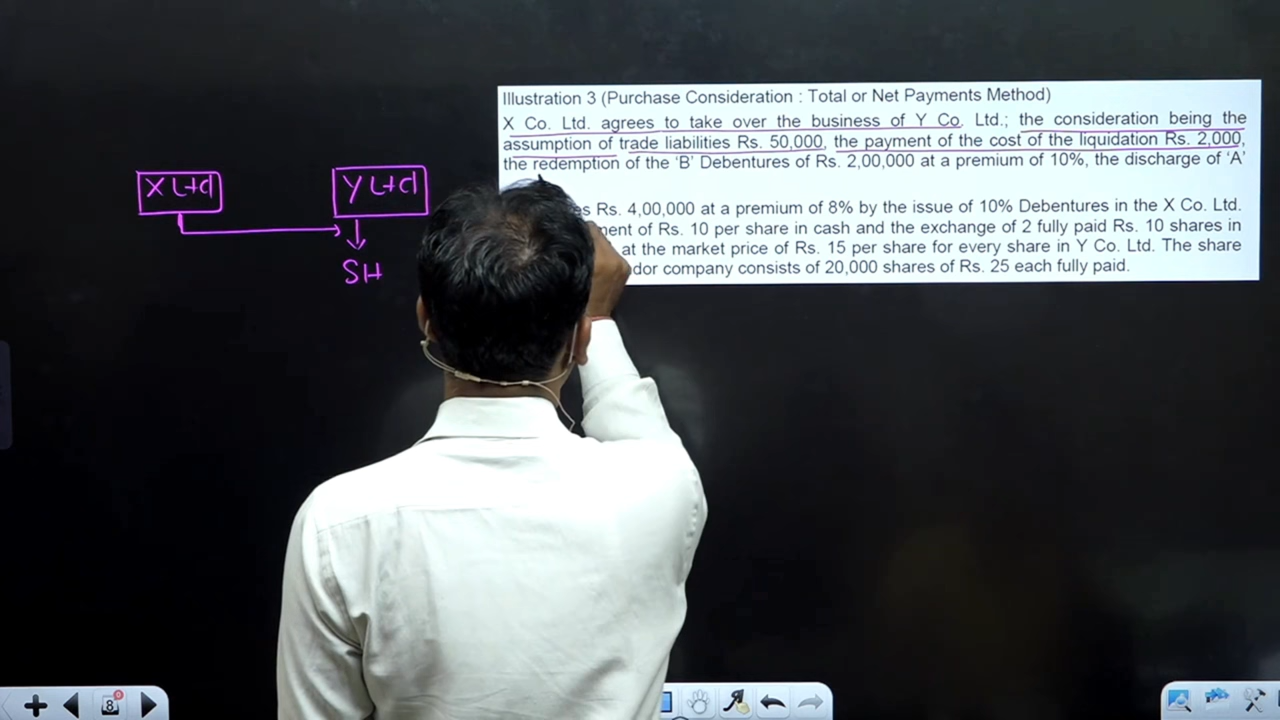 Illustration 3 (Purchase Consideration : Total or Net Payments Method)
X Co. Ltd. agrees to take over the business of Y Co. Ltd.; the consideration being the
assumption of trade liabilities Rs. 50,000, the payment of the cost of the liquidation Rs. 2,000,
the redemption of the 'B' Debentures of Rs. 2,00,000 at a premium of 10%, the discharge of 'A'
Rs. 4,00,000 at a premium of 8% by the issue of 10% Debentures in the X Co. Ltd.
of Rs. 10 per share in cash and the exchange of 2 fully paid Rs. 10 shares in
at the market price of Rs. 15 per share for every share in Y Co. Ltd. The share
company consists of 20,000 shares of Rs. 25 each fully paid.
X Ltd
Y Ltd
SH
8
0